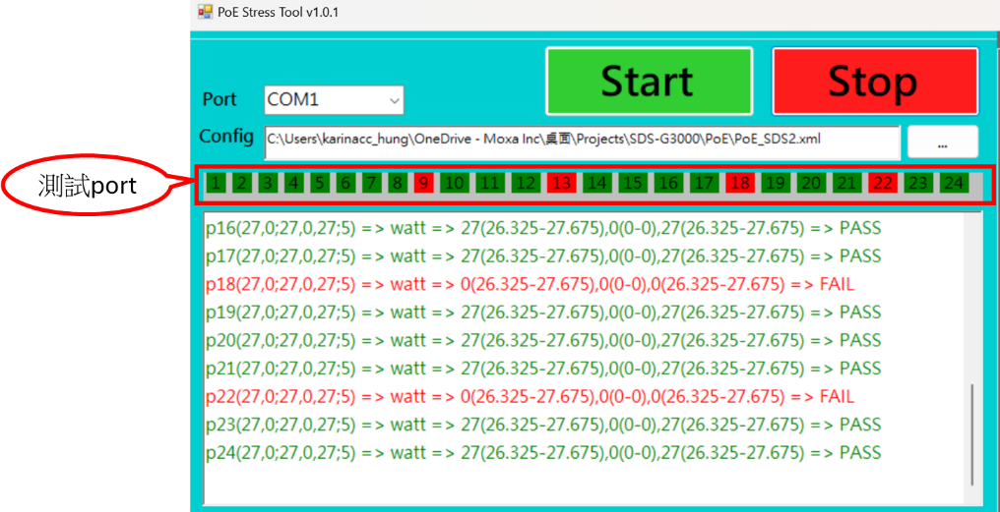 PoE Stress Tool v1.0.1
Start Stop
Port COM1
Config C:\Users\karinacc_hung\OneDrive - Moxa Inc\桌面\Projects\SDS-G3000\PoE\PoE_SDS2.xml ...
測試port
1 2 3 4 5 6 7 8 9 10 11 12 13 14 15 16 17 18 19 20 21 22 23 24
p16(27,0;27,0,27;5) => watt => 27(26.325-27.675),0(0-0),27(26.325-27.675) => PASS
p17(27,0;27,0,27;5) => watt => 27(26.325-27.675),0(0-0),27(26.325-27.675) => PASS
p18(27,0;27,0,27;5) => watt => 0(26.325-27.675),0(0-0),0(26.325-27.675) => FAIL
p19(27,0;27,0,27;5) => watt => 27(26.325-27.675),0(0-0),27(26.325-27.675) => PASS
p20(27,0;27,0,27;5) => watt => 27(26.325-27.675),0(0-0),27(26.325-27.675) => PASS
p21(27,0;27,0,27;5) => watt => 27(26.325-27.675),0(0-0),27(26.325-27.675) => PASS
p22(27,0;27,0,27;5) => watt => 0(26.325-27.675),0(0-0),0(26.325-27.675) => FAIL
p23(27,0;27,0,27;5) => watt => 27(26.325-27.675),0(0-0),27(26.325-27.675) => PASS
p24(27,0;27,0,27;5) => watt => 27(26.325-27.675),0(0-0),27(26.325-27.675) => PASS